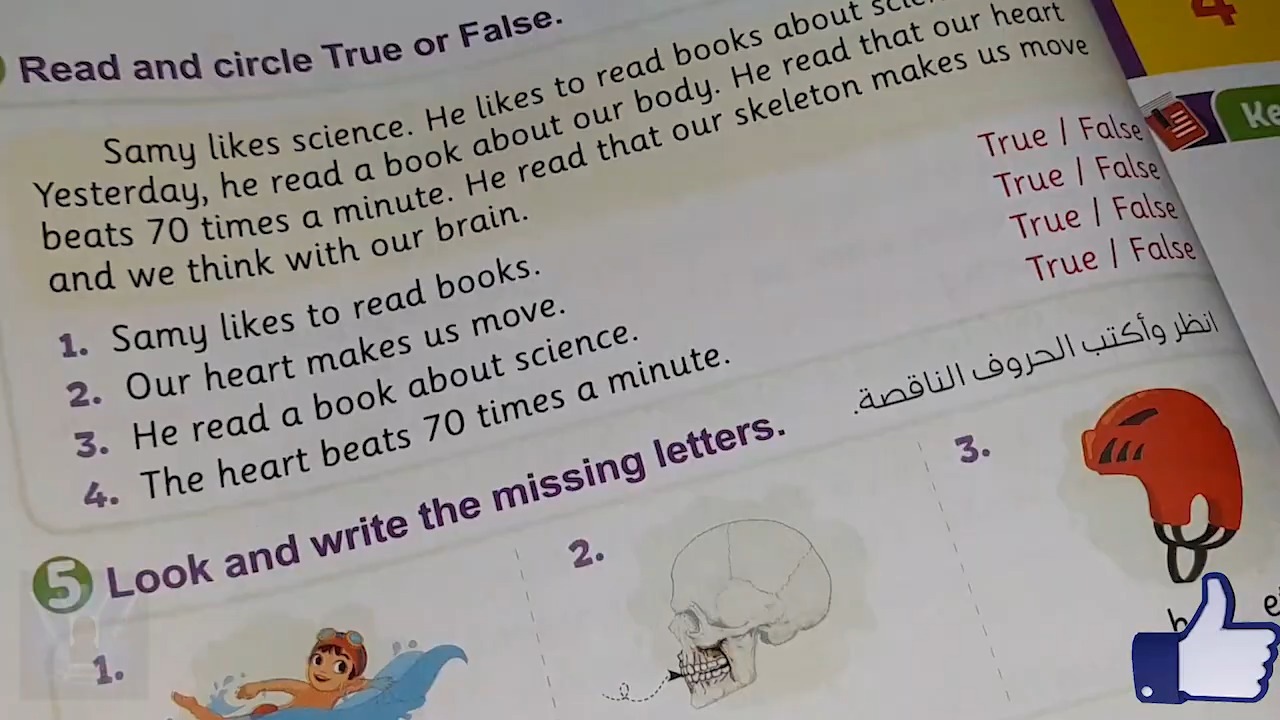 Read and circle True or False.
Samy likes science. He likes to read books about
Yesterday, he read a book about our body. He read that our heart
beats 70 times a minute. He read that our skeleton makes us move
and we think with our brain.
1. Samy likes to read books. True / False
2. Our heart makes us move. True / False
3. He read a book about science. True / False
4. The heart beats 70 times a minute. True / False
5 Look and write the missing letters. انظر وأكتب الحروف الناقصة.
1.
2.
3.
4